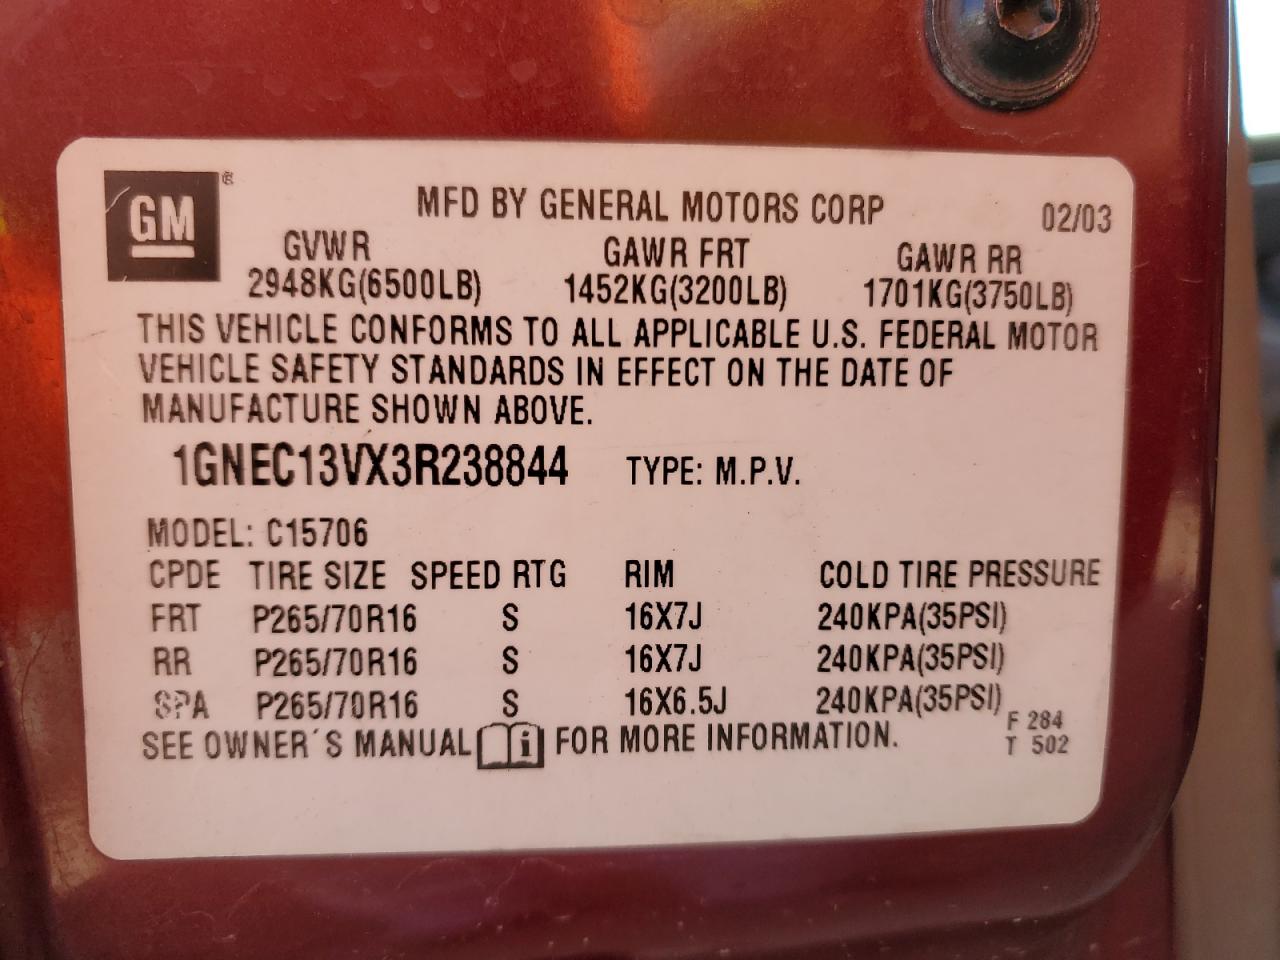 GM ®
MFD BY GENERAL MOTORS CORP 02/03
GVWR GAWR FRT GAWR RR
2948KG(6500LB) 1452KG(3200LB) 1701KG(3750LB)
THIS VEHICLE CONFORMS TO ALL APPLICABLE U.S. FEDERAL MOTOR
VEHICLE SAFETY STANDARDS IN EFFECT ON THE DATE OF
MANUFACTURE SHOWN ABOVE.
1GNEC13VX3R238844 TYPE: M.P.V.
MODEL: C15706
CPDE TIRE SIZE SPEED RTG RIM COLD TIRE PRESSURE
FRT P265/70R16 S 16X7J 240KPA(35PSI)
RR P265/70R16 S 16X7J 240KPA(35PSI)
SPA P265/70R16 S 16X6.5J 240KPA(35PSI)
SEE OWNER´S MANUAL i FOR MORE INFORMATION.
F 284
T 502